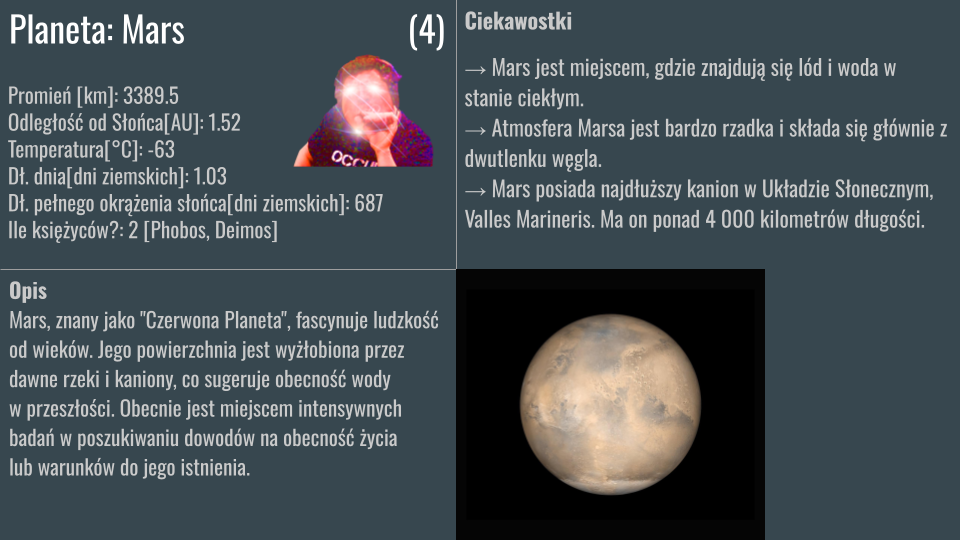 Planeta: Mars
(4)
Promień [km]: 3389.5
Odległość od Słońca[AU]: 1.52
Temperatura[°C]: -63
Dł. dnia[dni ziemskich]: 1.03
Dł. pełnego okrążenia słońca[dni ziemskich]: 687
Ile księżyców?: 2 [Phobos, Deimos]
Ciekawostki
→ Mars jest miejscem, gdzie znajdują się lód i woda w
stanie ciekłym.
→ Atmosfera Marsa jest bardzo rzadka i składa się głównie z
dwutlenku węgla.
→ Mars posiada najdłuższy kanion w Układzie Słonecznym,
Valles Marineris. Ma on ponad 4 000 kilometrów długości.
Opis
Mars, znany jako "Czerwona Planeta", fascynuje ludzkość
od wieków. Jego powierzchnia jest wyżłobiona przez
dawne rzeki i kaniony, co sugeruje obecność wody
w przeszłości. Obecnie jest miejscem intensywnych
badań w poszukiwaniu dowodów na obecność życia
lub warunków do jego istnienia.